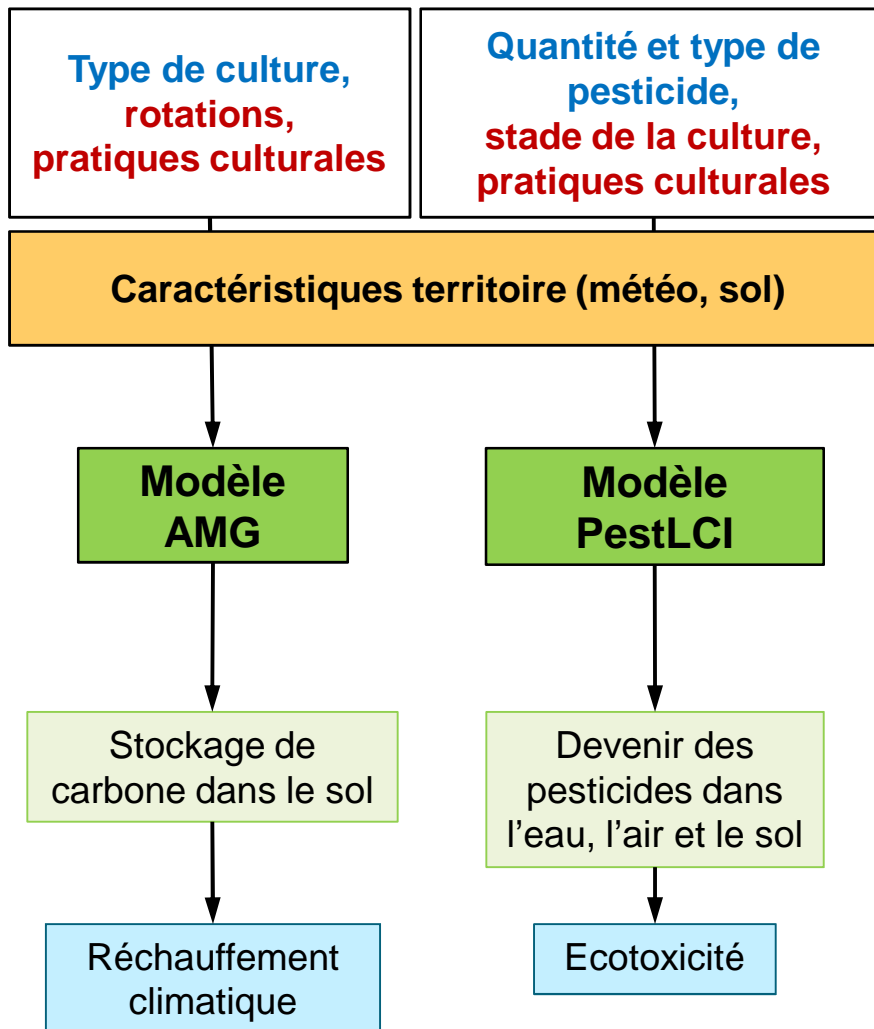 Type de culture,
rotations,
pratiques culturales
Quantité et type de
pesticide,
stade de la culture,
pratiques culturales
Caractéristiques territoire (météo, sol)
Modèle
AMG
Modèle
PestLCI
Stockage de
carbone dans le sol
Devenir des
pesticides dans
l’eau, l’air et le sol
Réchauffement
climatique
Ecotoxicité